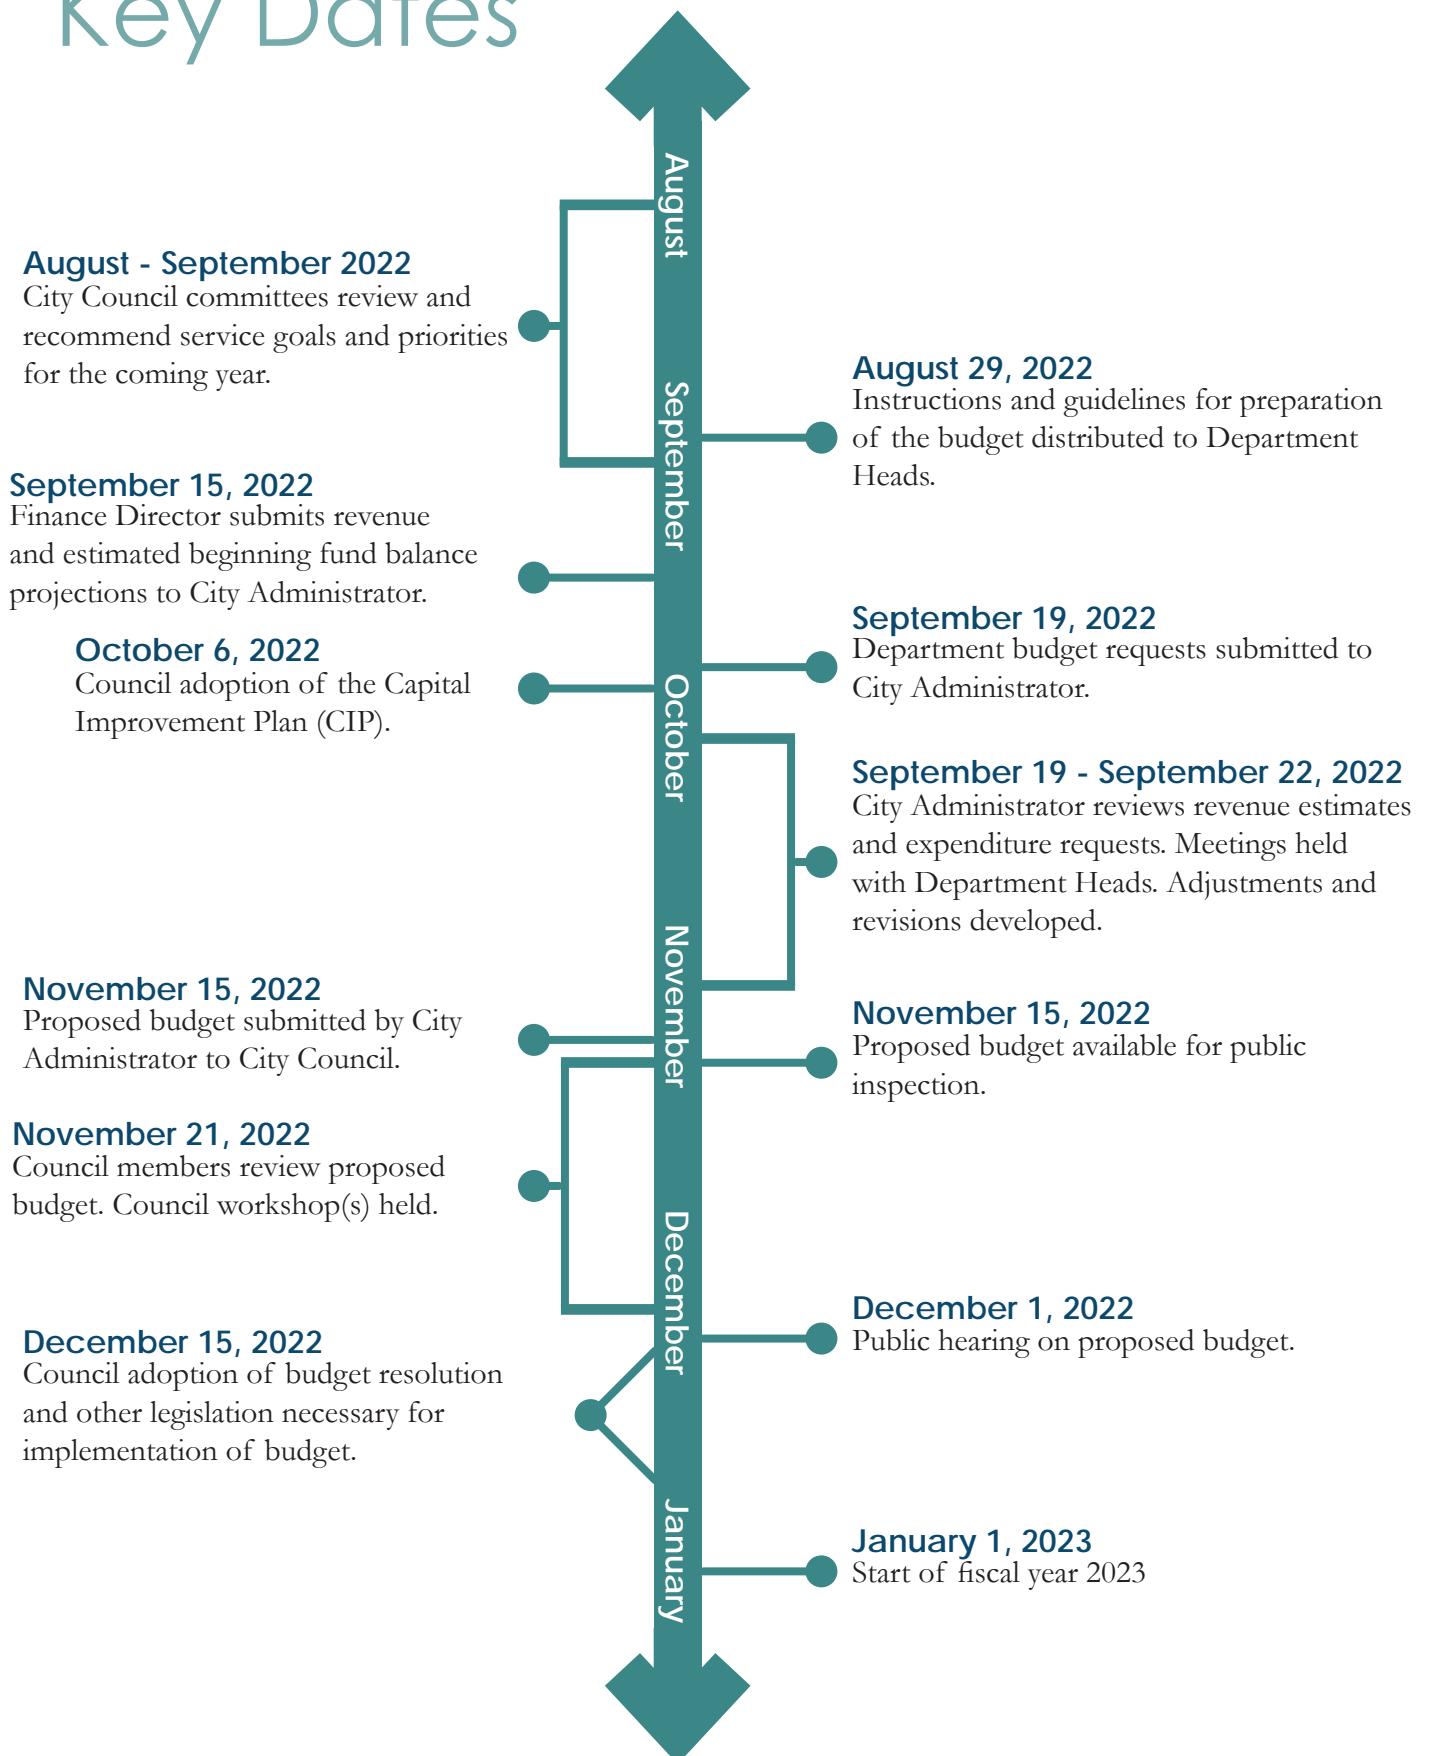 Key Dates
August
August - September 2022
City Council committees review and
recommend service goals and priorities
for the coming year.
August 29, 2022
Instructions and guidelines for preparation
of the budget distributed to Department
Heads.
September
September 15, 2022
Finance Director submits revenue
and estimated beginning fund balance
projections to City Administrator.
September 19, 2022
Department budget requests submitted to
City Administrator.
October 6, 2022
Council adoption of the Capital
Improvement Plan (CIP).
October
September 19 - September 22, 2022
City Administrator reviews revenue estimates
and expenditure requests. Meetings held
with Department Heads. Adjustments and
revisions developed.
November
November 15, 2022
Proposed budget submitted by City
Administrator to City Council.
November 15, 2022
Proposed budget available for public
inspection.
November 21, 2022
Council members review proposed
budget. Council workshop(s) held.
December
December 1, 2022
Public hearing on proposed budget.
December 15, 2022
Council adoption of budget resolution
and other legislation necessary for
implementation of budget.
January
January 1, 2023
Start of fiscal year 2023